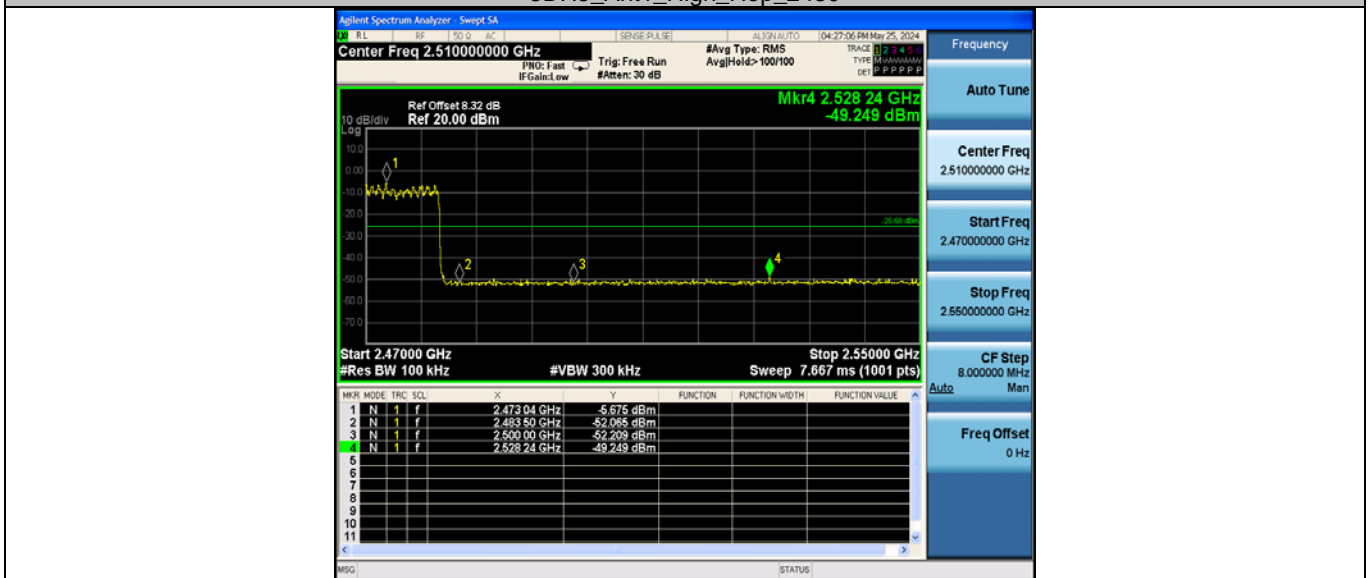 Agilent Spectrum Analyzer - Swept SA
RL RF 50 Ω AC SENSE:PULSE ALIGN AUTO 04:27:06 PM May 25, 2024
Center Freq 2.510000000 GHz
PNO: Fast
IFGain:Low
Trig: Free Run
#Atten: 30 dB
#Avg Type: RMS
Avg|Hold:>100/100
TRACE 1 2 3 4 5 6
TYPE M
DET P P P P P P
Ref Offset 8.32 dB
10 dB/div Ref 20.00 dBm
Log
Mkr4 2.528 24 GHz
-49.249 dBm
10.0
0.00
-10.0
-20.0
-30.0
-40.0
-50.0
-60.0
-70.0
1
2
3
4
-25.68 dBm
Start 2.47000 GHz Stop 2.55000 GHz
#Res BW 100 kHz #VBW 300 kHz Sweep 7.667 ms (1001 pts)
MKR MODE TRC SCL X Y FUNCTION FUNCTION WIDTH FUNCTION VALUE
1 N 1 f 2.473 04 GHz -5.675 dBm
2 N 1 f 2.483 50 GHz -52.065 dBm
3 N 1 f 2.500 00 GHz -52.209 dBm
4 N 1 f 2.528 24 GHz -49.249 dBm
5
6
7
8
9
10
11
MSG STATUS
Frequency
Auto Tune
Center Freq
2.510000000 GHz
Start Freq
2.470000000 GHz
Stop Freq
2.550000000 GHz
CF Step
8.000000 MHz
Auto Man
Freq Offset
0 Hz